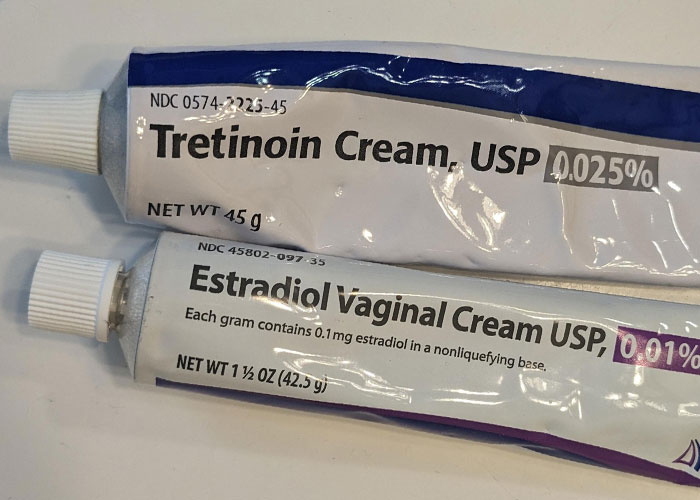 NDC 0574-2225-45
Tretinoin Cream, USP 0.025%
NET WT 45 g
NDC 45802-097-35
Estradiol Vaginal Cream USP, 0.01%
Each gram contains 0.1 mg estradiol in a nonliquefying base.
NET WT 1 ½ OZ (42.5 g)